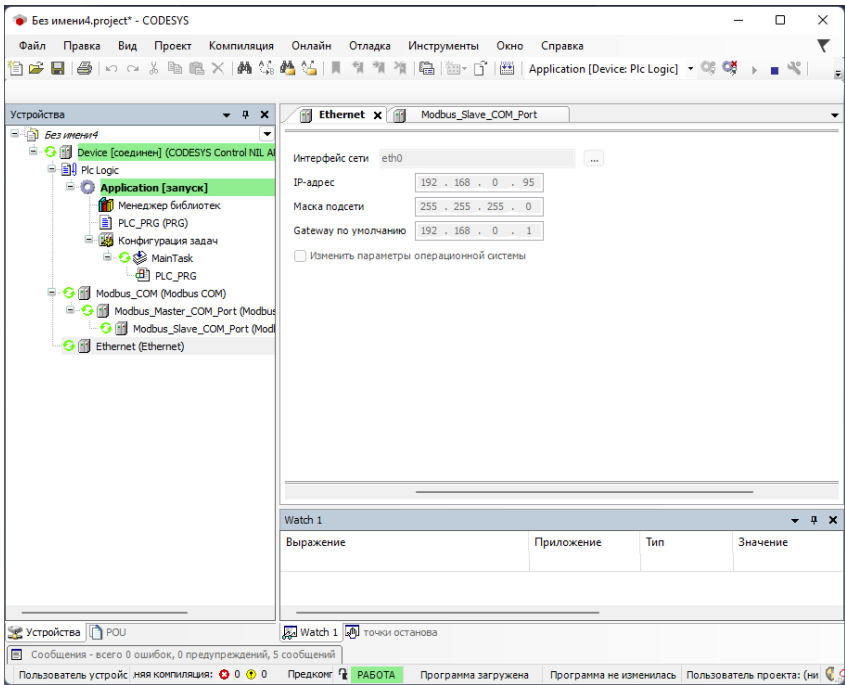 Без имени4.project* - CODESYS
Файл Правка Вид Проект Компиляция Онлайн Отладка Инструменты Окно Справка
Application [Device: Plc Logic]
Устройства
Без имени4
Device [соединен] (CODESYS Control NIL
Plc Logic
Application [запуск]
Менеджер библиотек
PLC_PRG (PRG)
Конфигурация задач
MainTask
PLC_PRG
Modbus_COM (Modbus COM)
Modbus_Master_COM_Port (Modbus
Modbus_Slave_COM_Port (Mod
Ethernet (Ethernet)
Устройства POU
Ethernet Modbus_Slave_COM_Port
Интерфейс сети eth0 ...
IP-адрес 192 . 168 . 0 . 95
Маска подсети 255 . 255 . 255 . 0
Gateway по умолчанию 192 . 168 . 0 . 1
Изменить параметры операционной системы
Watch 1
Выражение Приложение Тип Значение
Watch 1 точки останова
Сообщения - всего 0 ошибок, 0 предупреждений, 5 сообщений
Пользователь устройс няя компиляция: 0 0 Предкомг РАБОТА Программа загружена Программа не изменилась Пользователь проекта: (ни